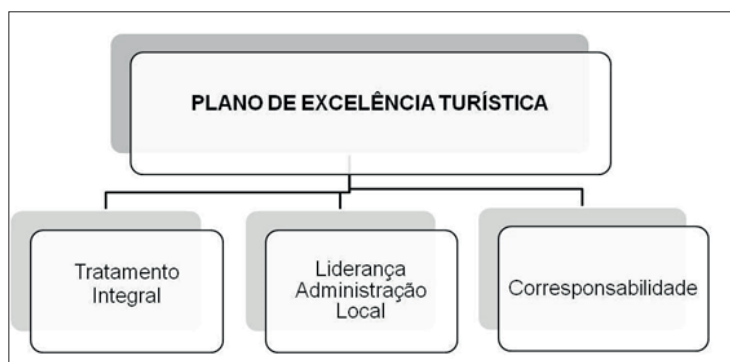 PLANO DE EXCELÊNCIA TURÍSTICA
Tratamento
Integral
Liderança
Administração
Local
Corresponsabilidade